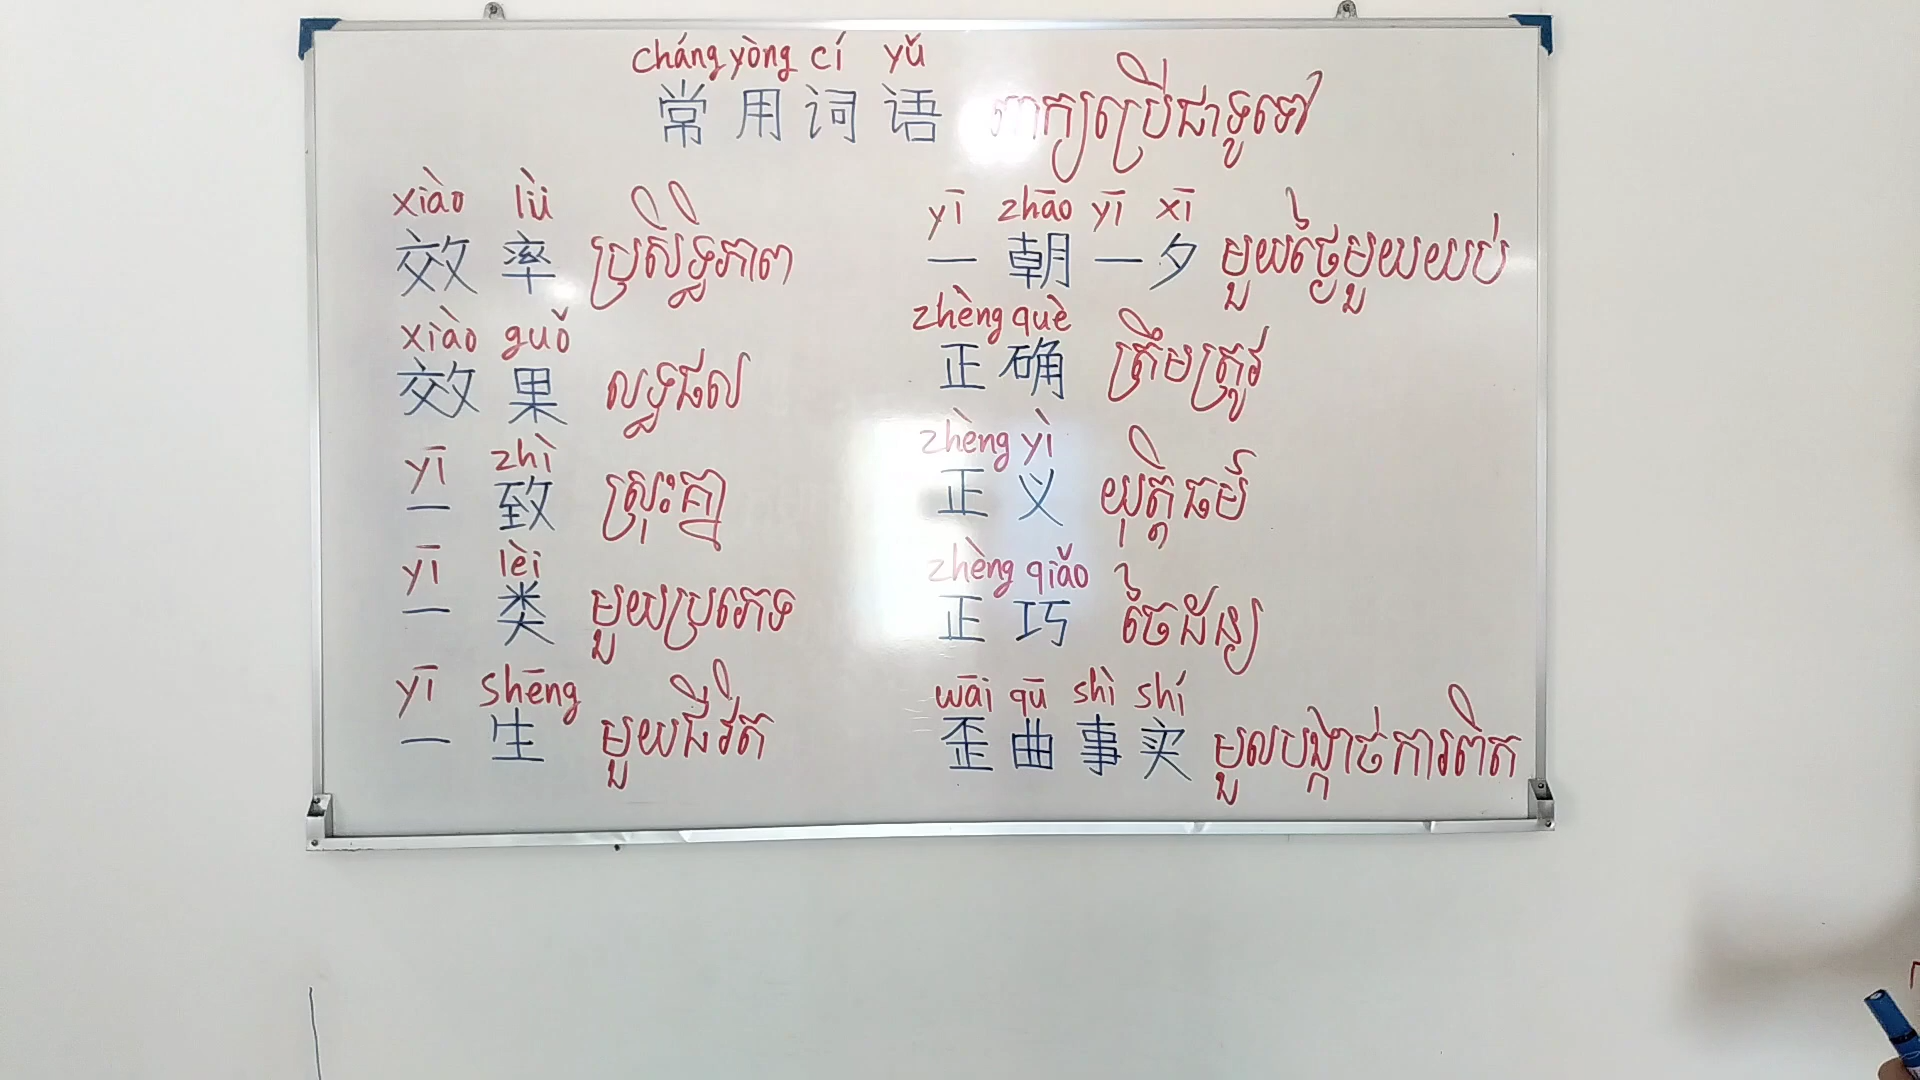 cháng yòng cí yǔ
常用词语 ពាក្យប្រើជាទូទៅ
xiào lǜ
效率 ប្រសិទ្ធិភាព
xiào guǒ
效果 លទ្ធផល
yī zhì
一致 ស្រុះគ្នា
yī lèi
一类 មួយប្រភេទ
yī shēng
一生 មួយជីវិត
yī zhāo yī xī
一朝一夕 មួយថ្ងៃមួយយប់
zhèng què
正确 ត្រឹមត្រូវ
zhèng yì
正义 យុត្តិធម៌
zhèng qiǎo
正巧 ចៃដន្យ
wāi qū shì shí
歪曲事实 មួលបង្កាច់ការពិត